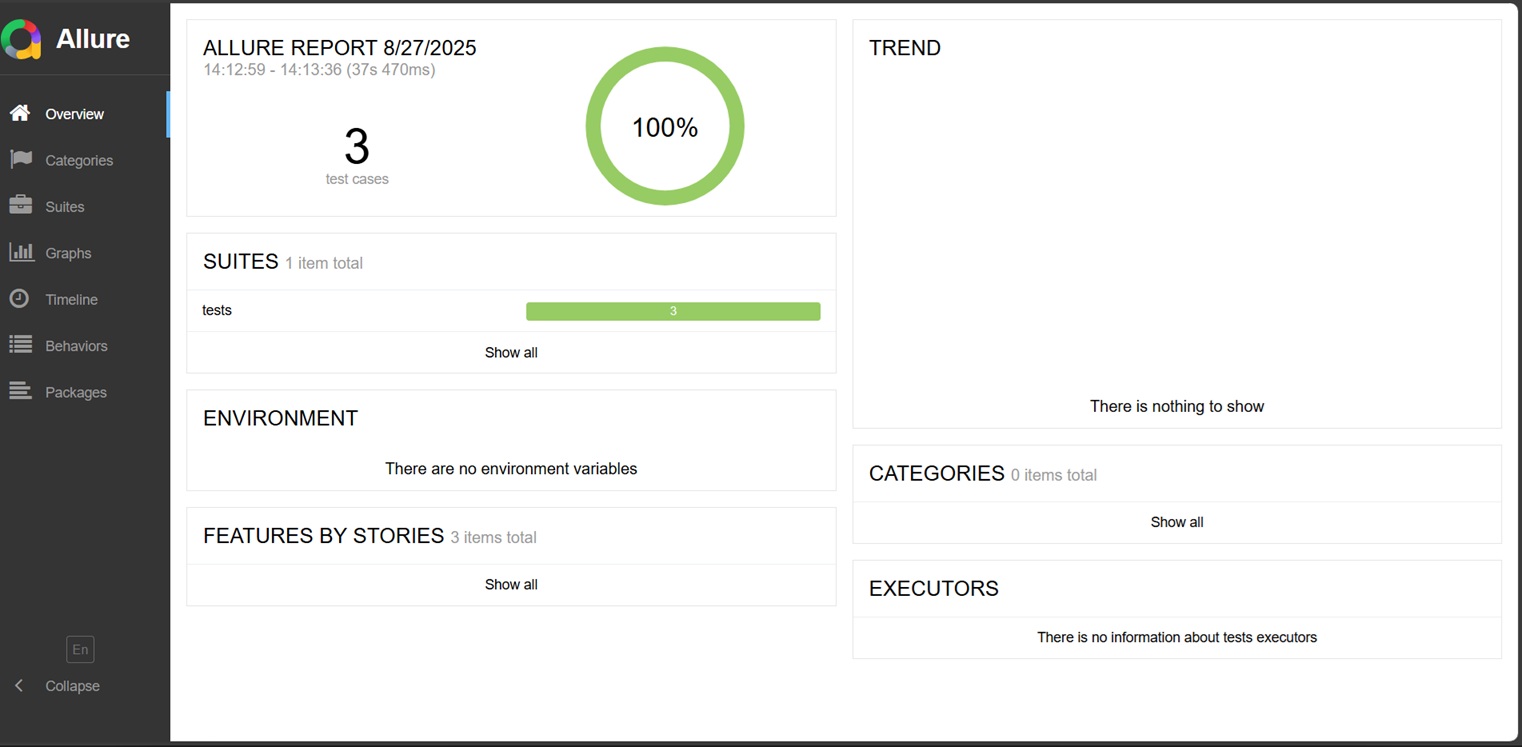 Allure
Overview
Categories
Suites
Graphs
Timeline
Behaviors
Packages
En
Collapse
ALLURE REPORT 8/27/2025
14:12:59 - 14:13:36 (37s 470ms)
3
test cases
100%
SUITES 1 item total
tests 3
Show all
ENVIRONMENT
There are no environment variables
FEATURES BY STORIES 3 items total
Show all
TREND
There is nothing to show
CATEGORIES 0 items total
Show all
EXECUTORS
There is no information about tests executors